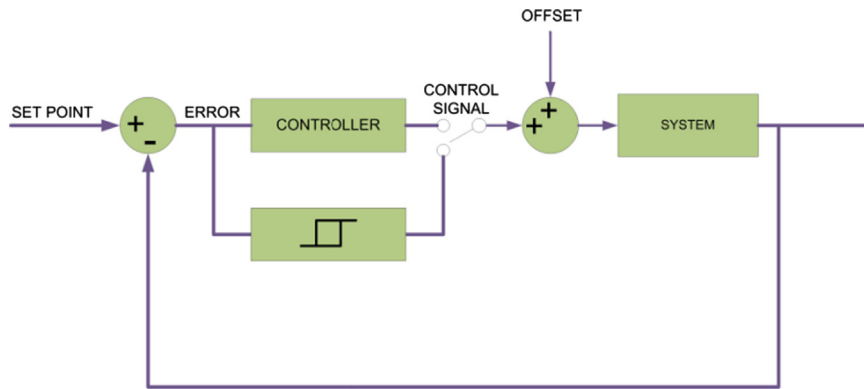 OFFSET
SET POINT
ERROR
CONTROLLER
CONTROL
SIGNAL
SYSTEM
+
-
+
+